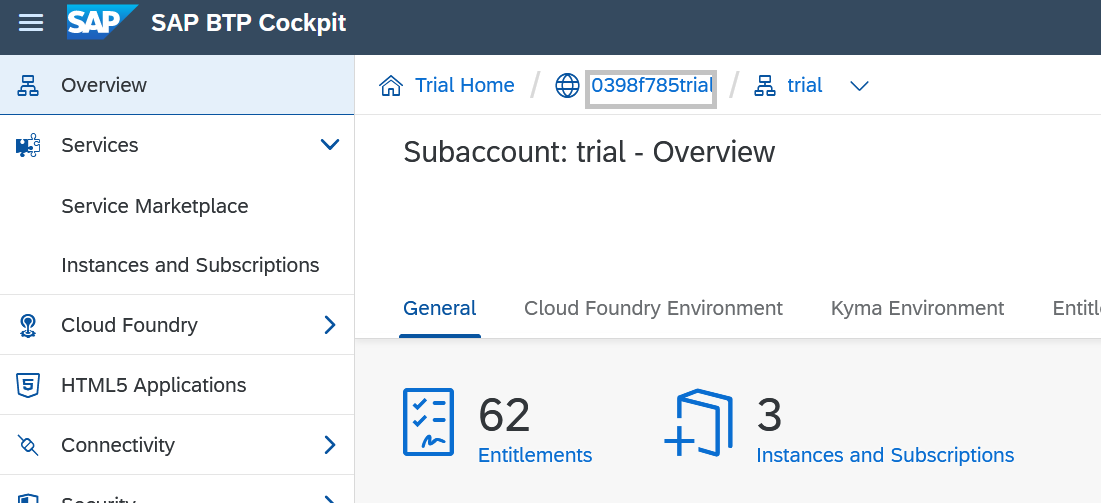 SAP SAP BTP Cockpit
Overview
Services
Service Marketplace
Instances and Subscriptions
Cloud Foundry
HTML5 Applications
Connectivity
Security
Trial Home / 0398f785trial / trial
Subaccount: trial - Overview
General Cloud Foundry Environment Kyma Environment Entitl
62
Entitlements
3
Instances and Subscriptions